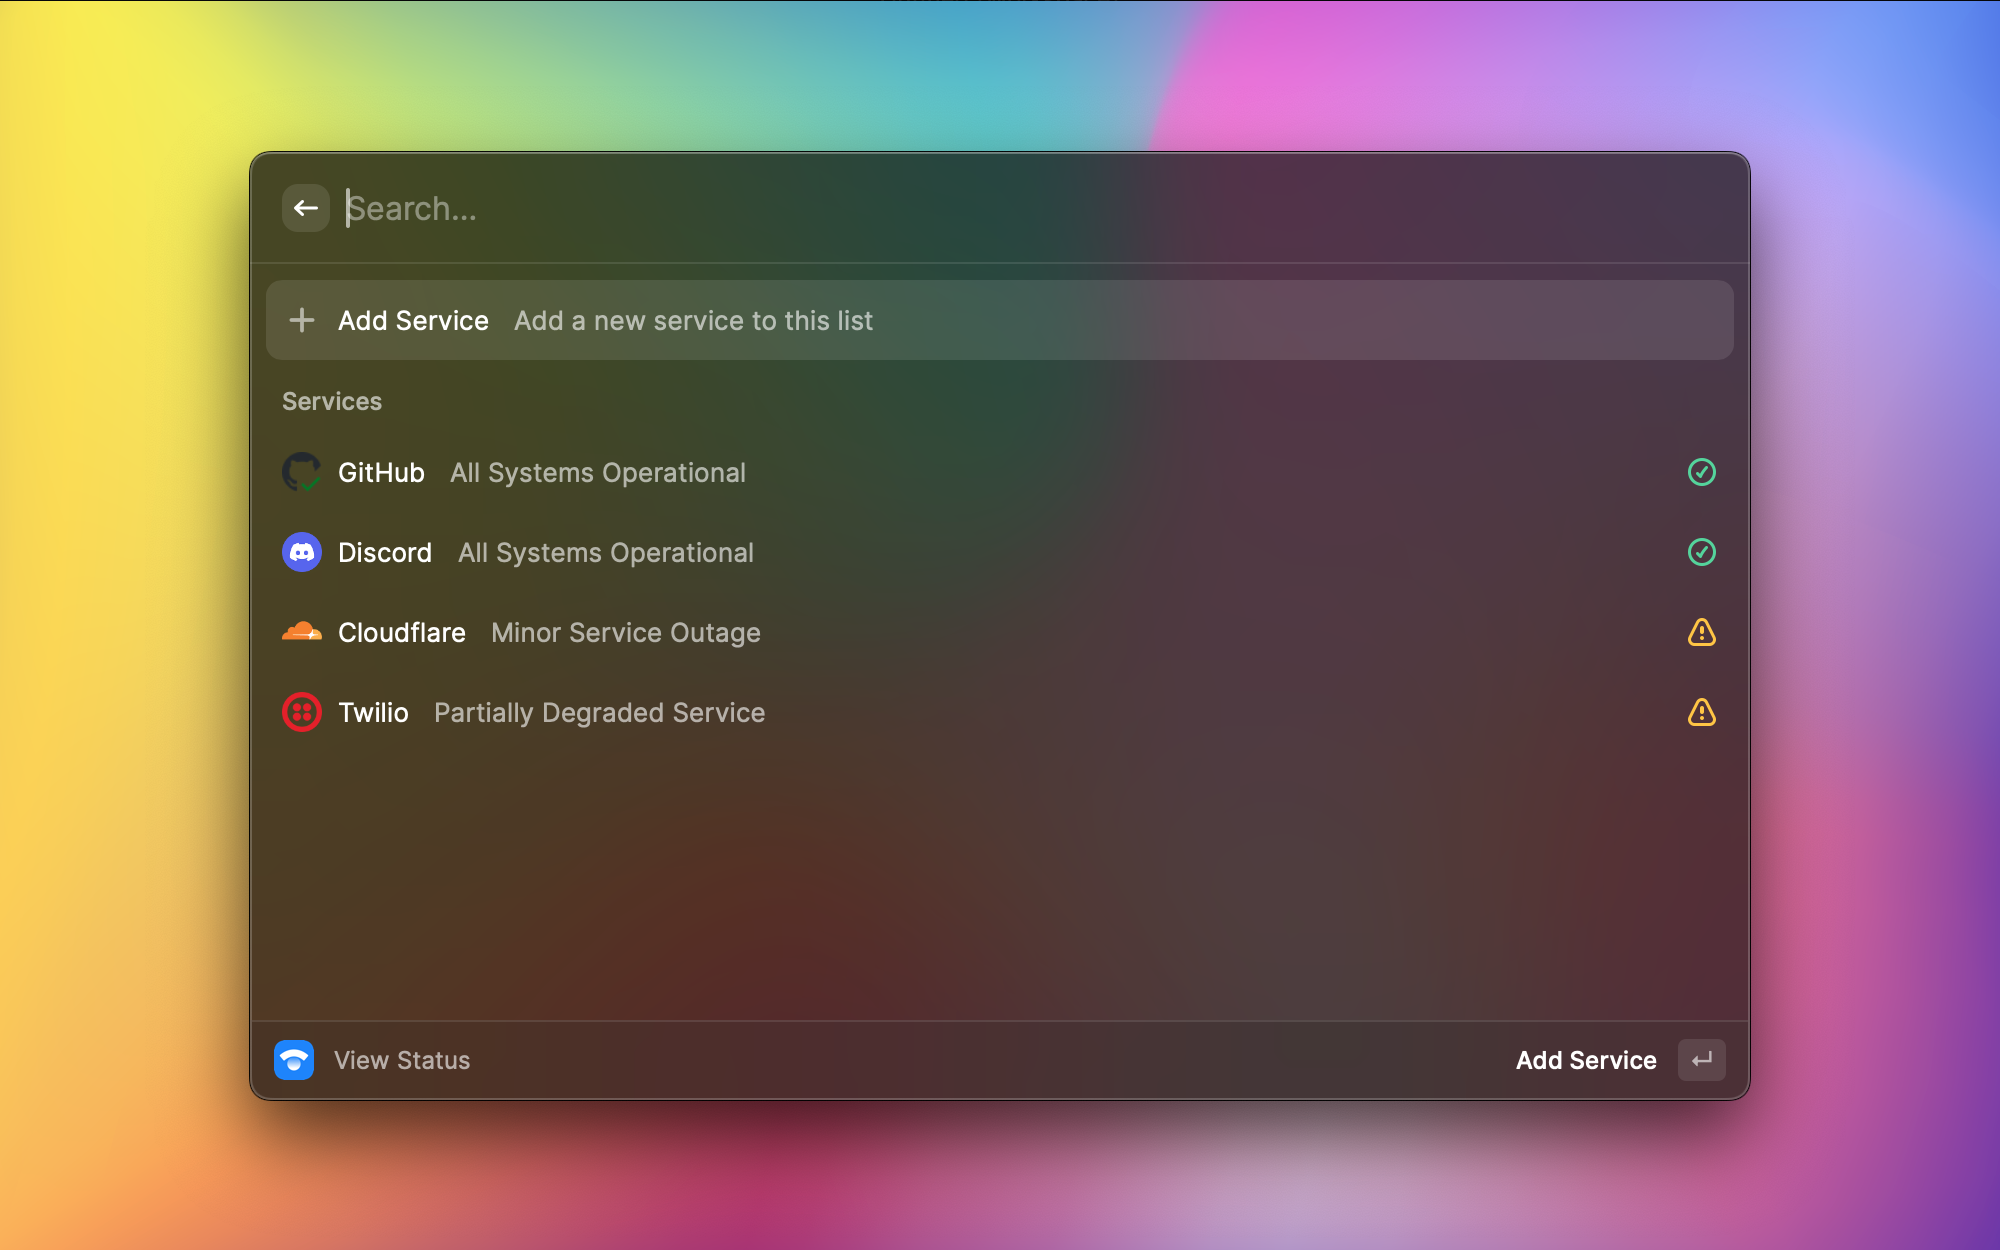 Search...
Add Service Add a new service to this list
Services
GitHub All Systems Operational
Discord All Systems Operational
Cloudflare Minor Service Outage
Twilio Partially Degraded Service
View Status Add Service